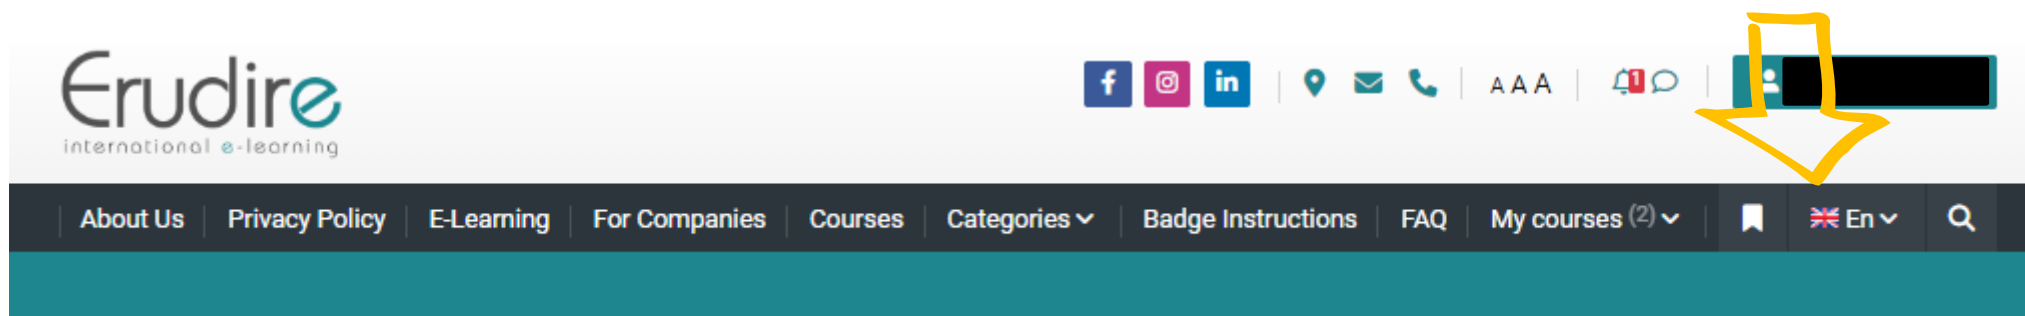 Erudire
international e-learning
f in A A A 1
About Us Privacy Policy E-Learning For Companies Courses Categories Badge Instructions FAQ My courses (2) En